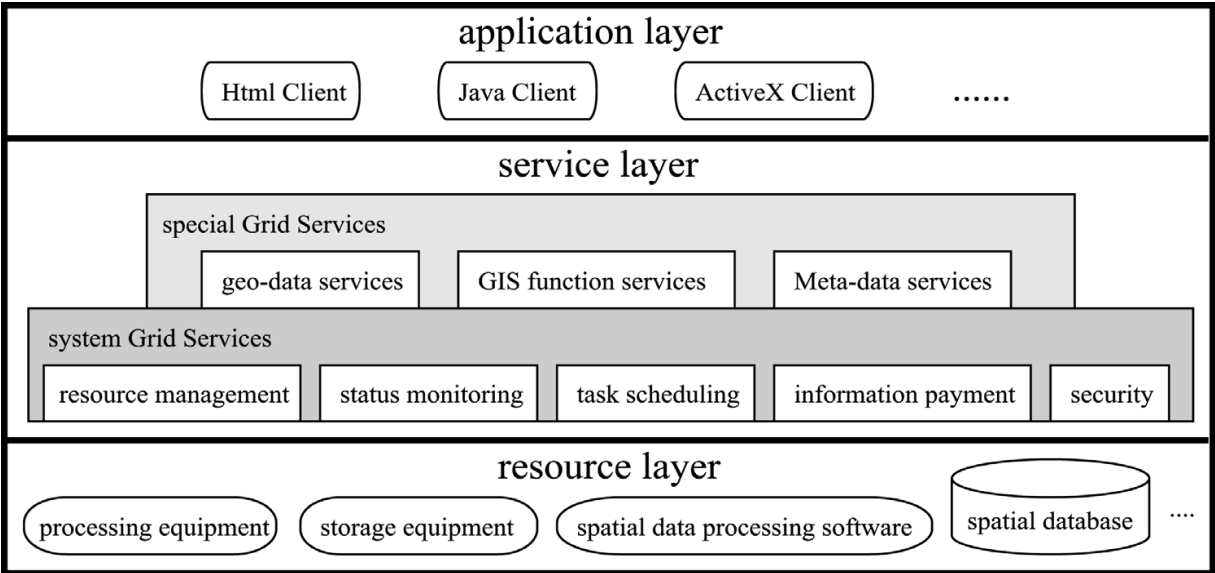 application layer
Html Client
Java Client
ActiveX Client
......
service layer
special Grid Services
geo-data services
GIS function services
Meta-data services
system Grid Services
resource management
status monitoring
task scheduling
information payment
security
resource layer
processing equipment
storage equipment
spatial data processing software
spatial database
....